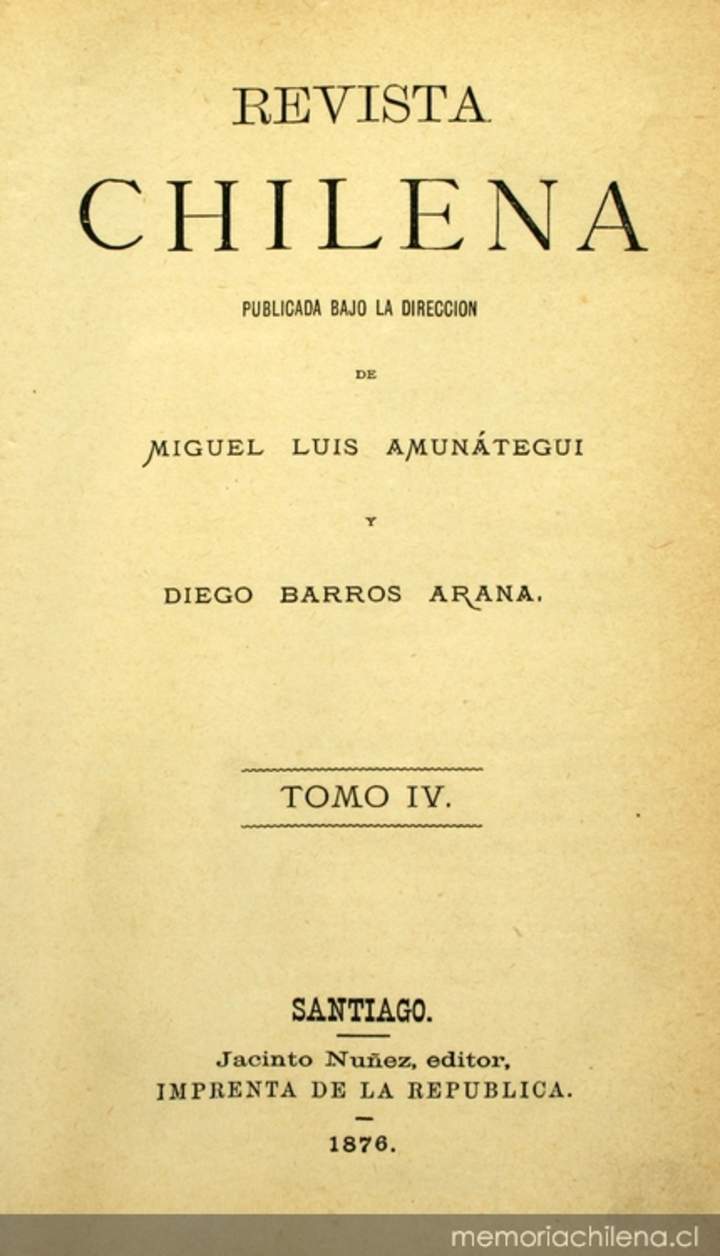 REVISTA
CHILENA
PUBLICADA BAJO LA DIRECCION
DE
MIGUEL LUIS AMUNÁTEGUI
Y
DIEGO BARROS ARANA.
TOMO IV.
SANTIAGO.
Jacinto Nuñez, editor,
IMPRENTA DE LA REPUBLICA.
1876.
memoriachilena.cl